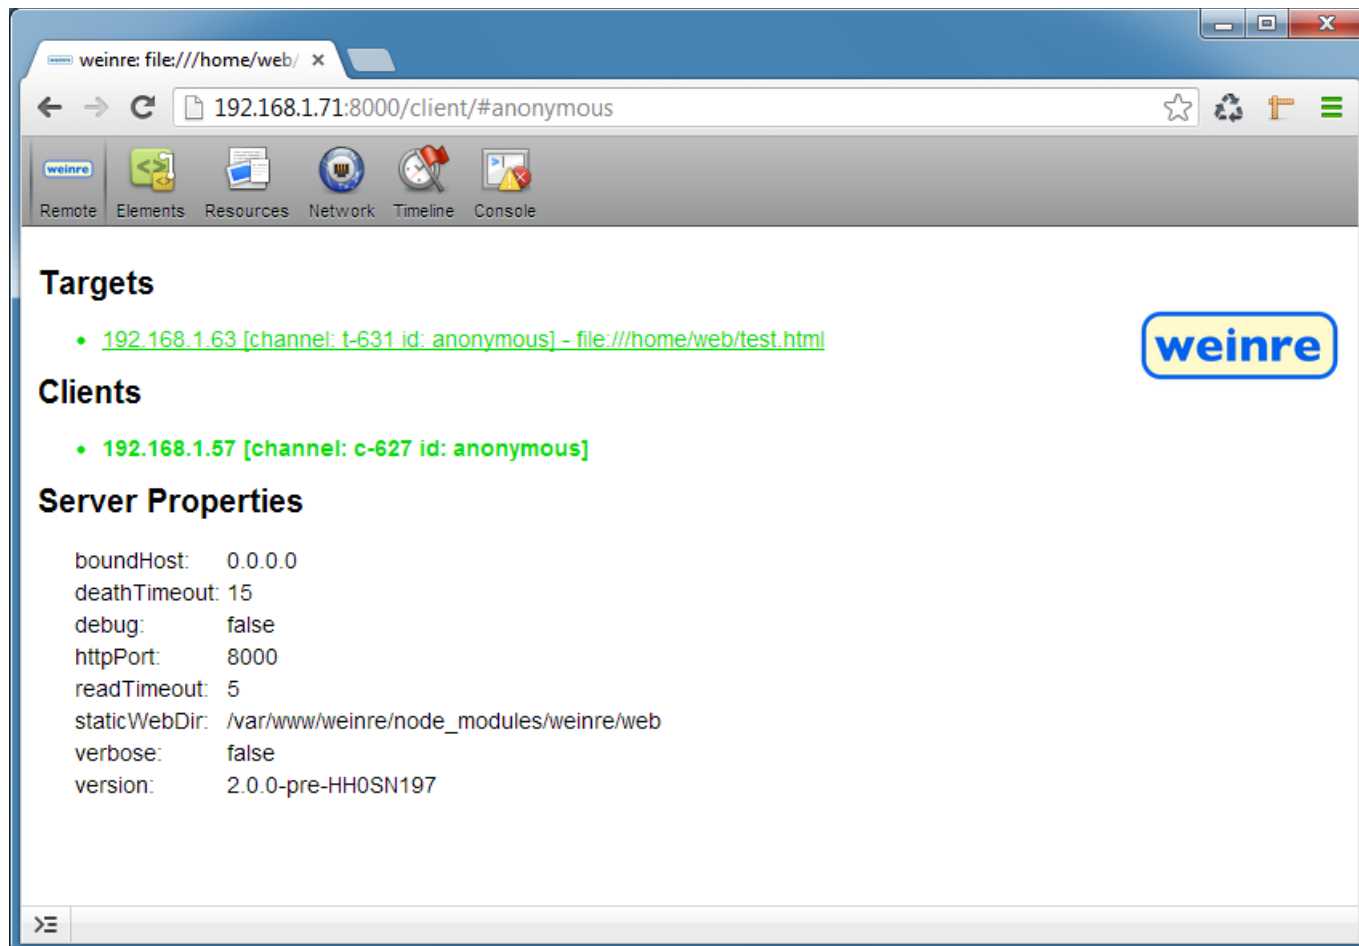 weinre: file:///home/web/
192.168.1.71:8000/client/#anonymous
weinre
Remote Elements Resources Network Timeline Console
Targets
192.168.1.63 [channel: t-631 id: anonymous] - file:///home/web/test.html
weinre
Clients
192.168.1.57 [channel: c-627 id: anonymous]
Server Properties
boundHost: 0.0.0.0
deathTimeout: 15
debug: false
httpPort: 8000
readTimeout: 5
staticWebDir: /var/www/weinre/node_modules/weinre/web
verbose: false
version: 2.0.0-pre-HH0SN197